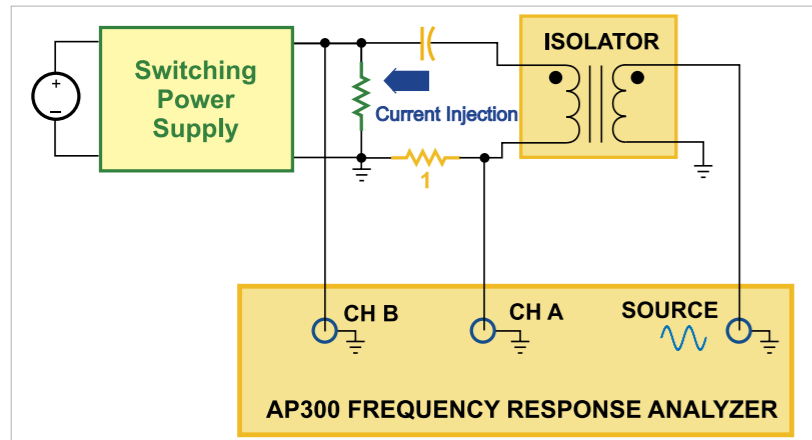 ISOLATOR
Switching
Power
Supply
+
−
Current Injection
1
CH B
CH A
SOURCE
AP300 FREQUENCY RESPONSE ANALYZER